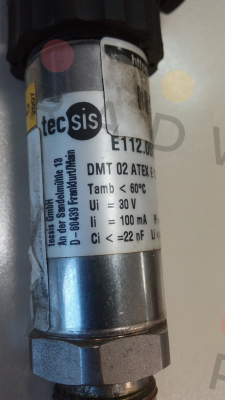 tecsis
E112.0
DMT 02 ATEX E
Tamb < 60°C
Ui = 30 V
Ii = 100 mA
Ci <= 22 nF
tecsis GmbH
An der Sandelmühle 13
D - 60439 Frankfurt/Main